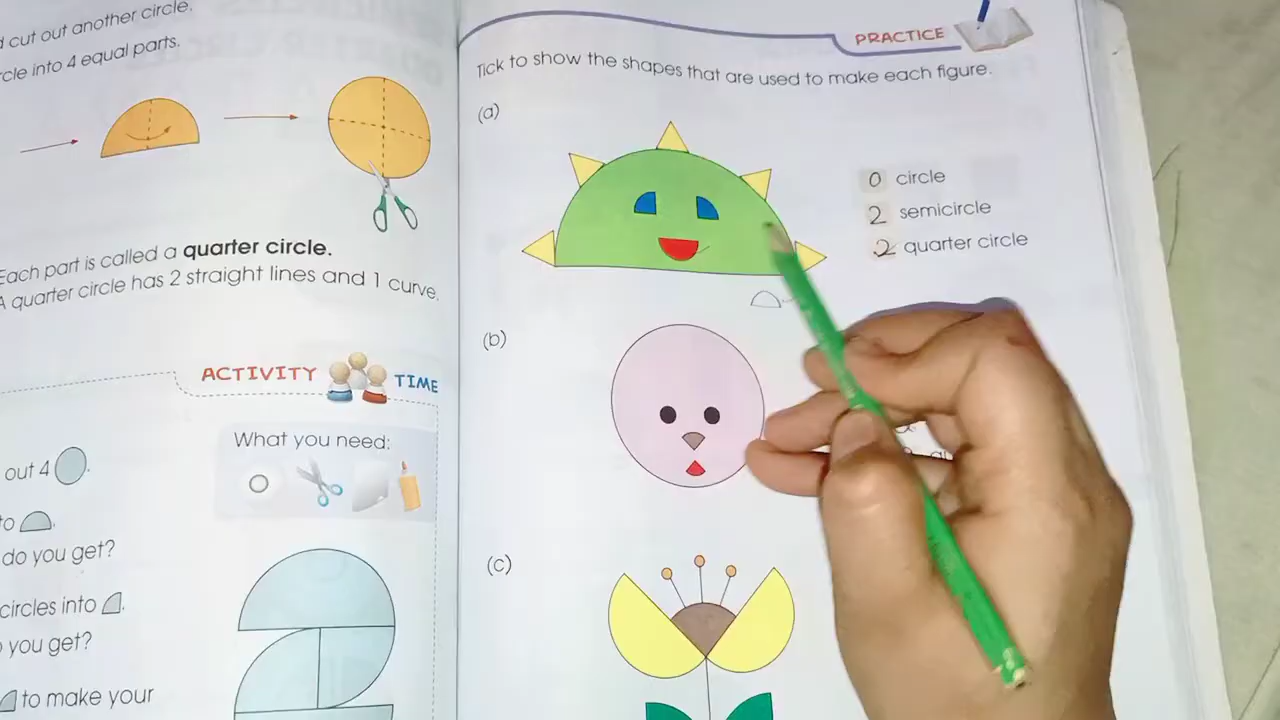 d cut out another circle.
rcle into 4 equal parts.
Each part is called a quarter circle.
A quarter circle has 2 straight lines and 1 curve.
ACTIVITY TIME
What you need:
out 4
to
do you get?
circles into
you get?
to make your
PRACTICE
Tick to show the shapes that are used to make each figure.
(a)
0 circle
2 semicircle
2 quarter circle
(b)
(c)